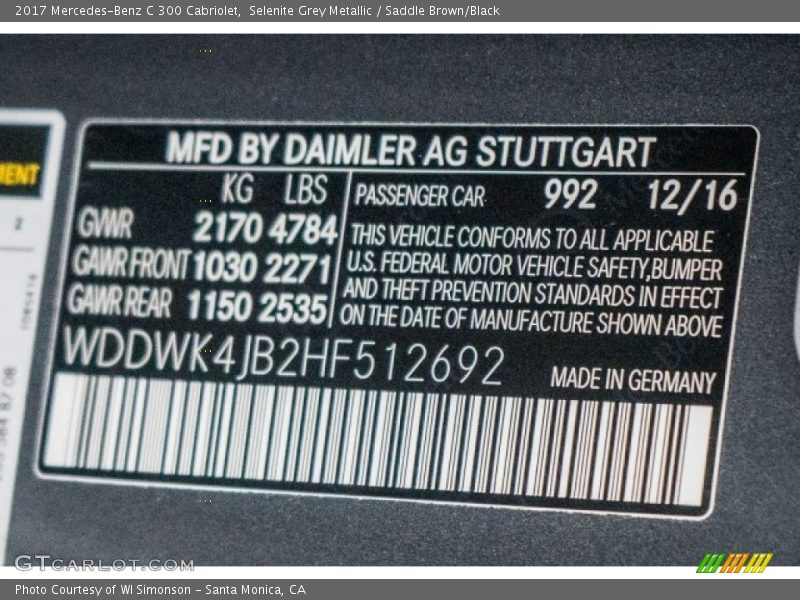 2017 Mercedes-Benz C 300 Cabriolet, Selenite Grey Metallic / Saddle Brown/Black
MFD BY DAIMLER AG STUTTGART
KG LBS
GWR 2170 4784
GAWR FRONT 1030 2271
GAWR REAR 1150 2535
PASSENGER CAR 992 12/16
THIS VEHICLE CONFORMS TO ALL APPLICABLE
U.S. FEDERAL MOTOR VEHICLE SAFETY,BUMPER
AND THEFT PREVENTION STANDARDS IN EFFECT
ON THE DATE OF MANUFACTURE SHOWN ABOVE
WDDWK4JB2HF512692
MADE IN GERMANY
2
GTcarlot.com
Photo Courtesy of WI Simonson - Santa Monica, CA